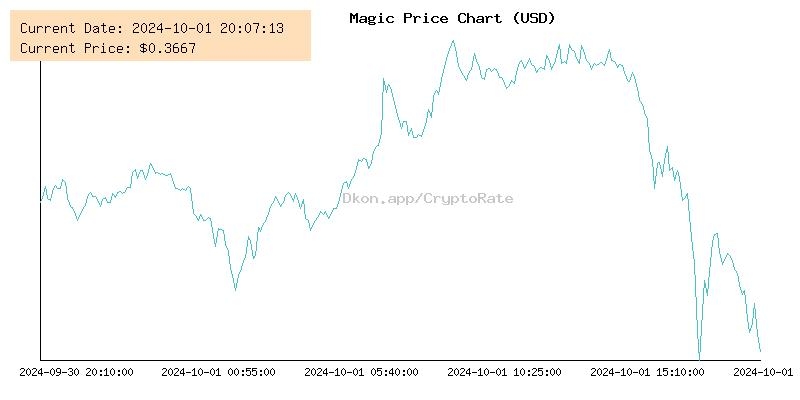 Magic Price Chart (USD)
Current Date: 2024-10-01 20:07:13
Current Price: $0.3667
Dkon.app/CryptoRate
2024-09-30 20:10:00 2024-10-01 00:55:00 2024-10-01 05:40:00 2024-10-01 10:25:00 2024-10-01 15:10:00 2024-10-01